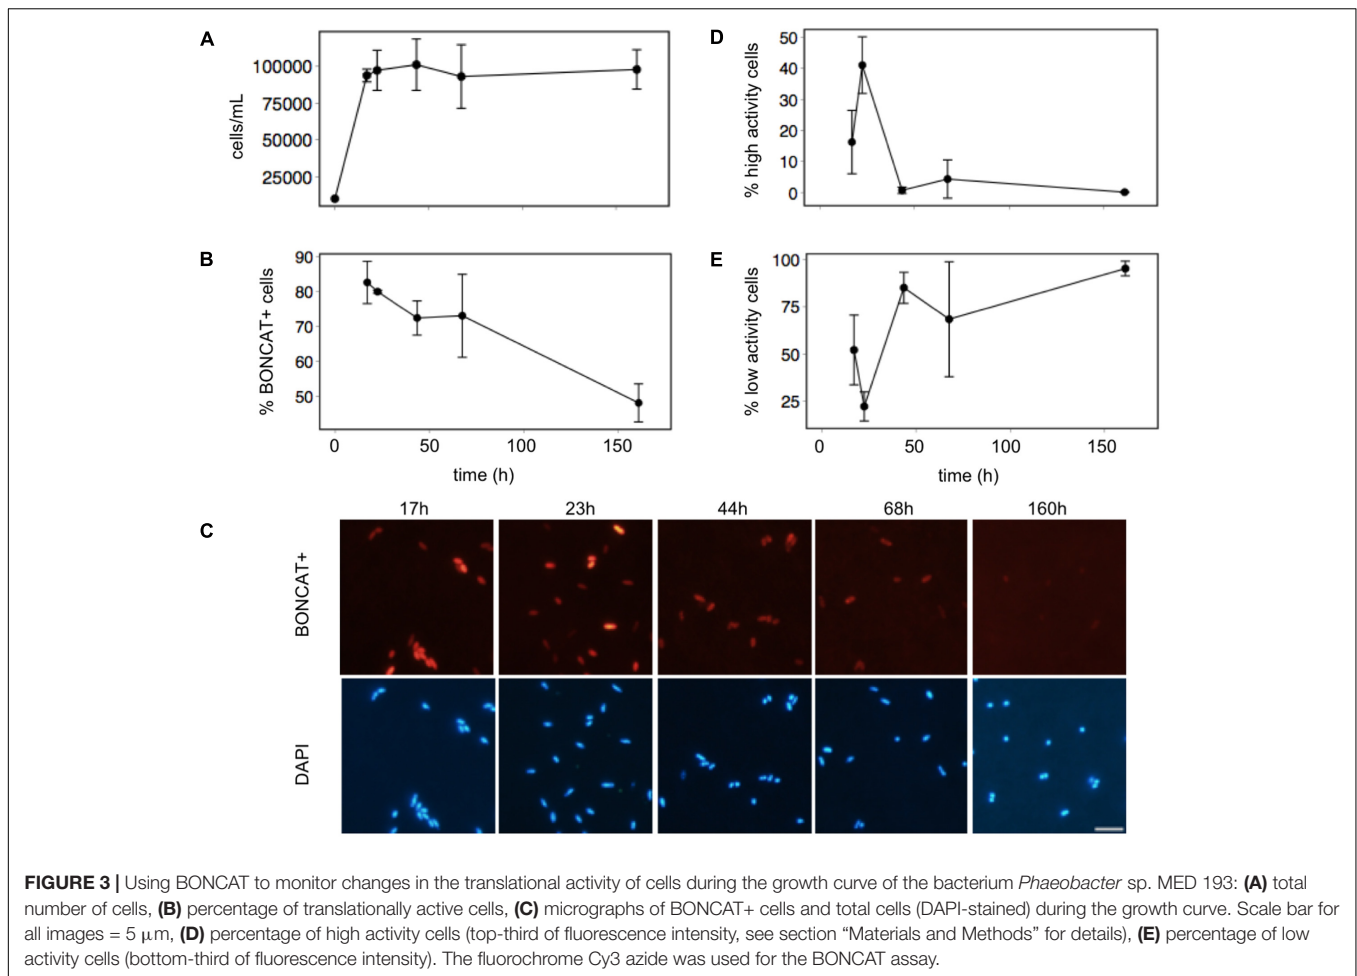 A
cells/mL
100000
75000
50000
25000
D
% high activity cells
50
40
30
20
10
0
B
% BONCAT+ cells
90
80
70
60
50
0 50 100 150
time (h)
E
% low activity cells
100
75
50
25
0 50 100 150
time (h)
C
17h 23h 44h 68h 160h
BONCAT+
DAPI
FIGURE 3 | Using BONCAT to monitor changes in the translational activity of cells during the growth curve of the bacterium Phaeobacter sp. MED 193: (A) total
number of cells, (B) percentage of translationally active cells, (C) micrographs of BONCAT+ cells and total cells (DAPI-stained) during the growth curve. Scale bar for
all images = 5 μm, (D) percentage of high activity cells (top-third of fluorescence intensity, see section “Materials and Methods” for details), (E) percentage of low
activity cells (bottom-third of fluorescence intensity). The fluorochrome Cy3 azide was used for the BONCAT assay.